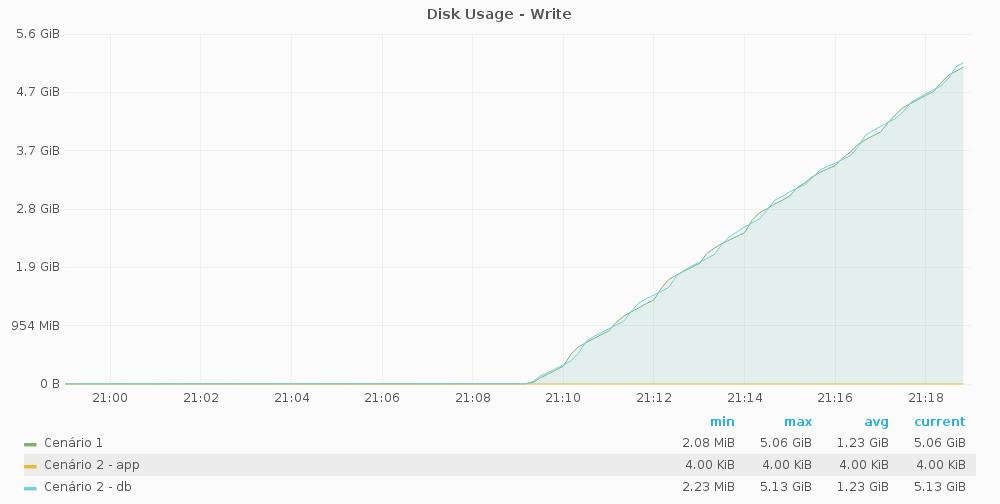 Disk Usage - Write
5.6 GiB
4.7 GiB
3.7 GiB
2.8 GiB
1.9 GiB
954 MiB
0 B
21:00 21:02 21:04 21:06 21:08 21:10 21:12 21:14 21:16 21:18
min max avg current
Cenário 1 2.08 MiB 5.06 GiB 1.23 GiB 5.06 GiB
Cenário 2 - app 4.00 KiB 4.00 KiB 4.00 KiB 4.00 KiB
Cenário 2 - db 2.23 MiB 5.13 GiB 1.23 GiB 5.13 GiB